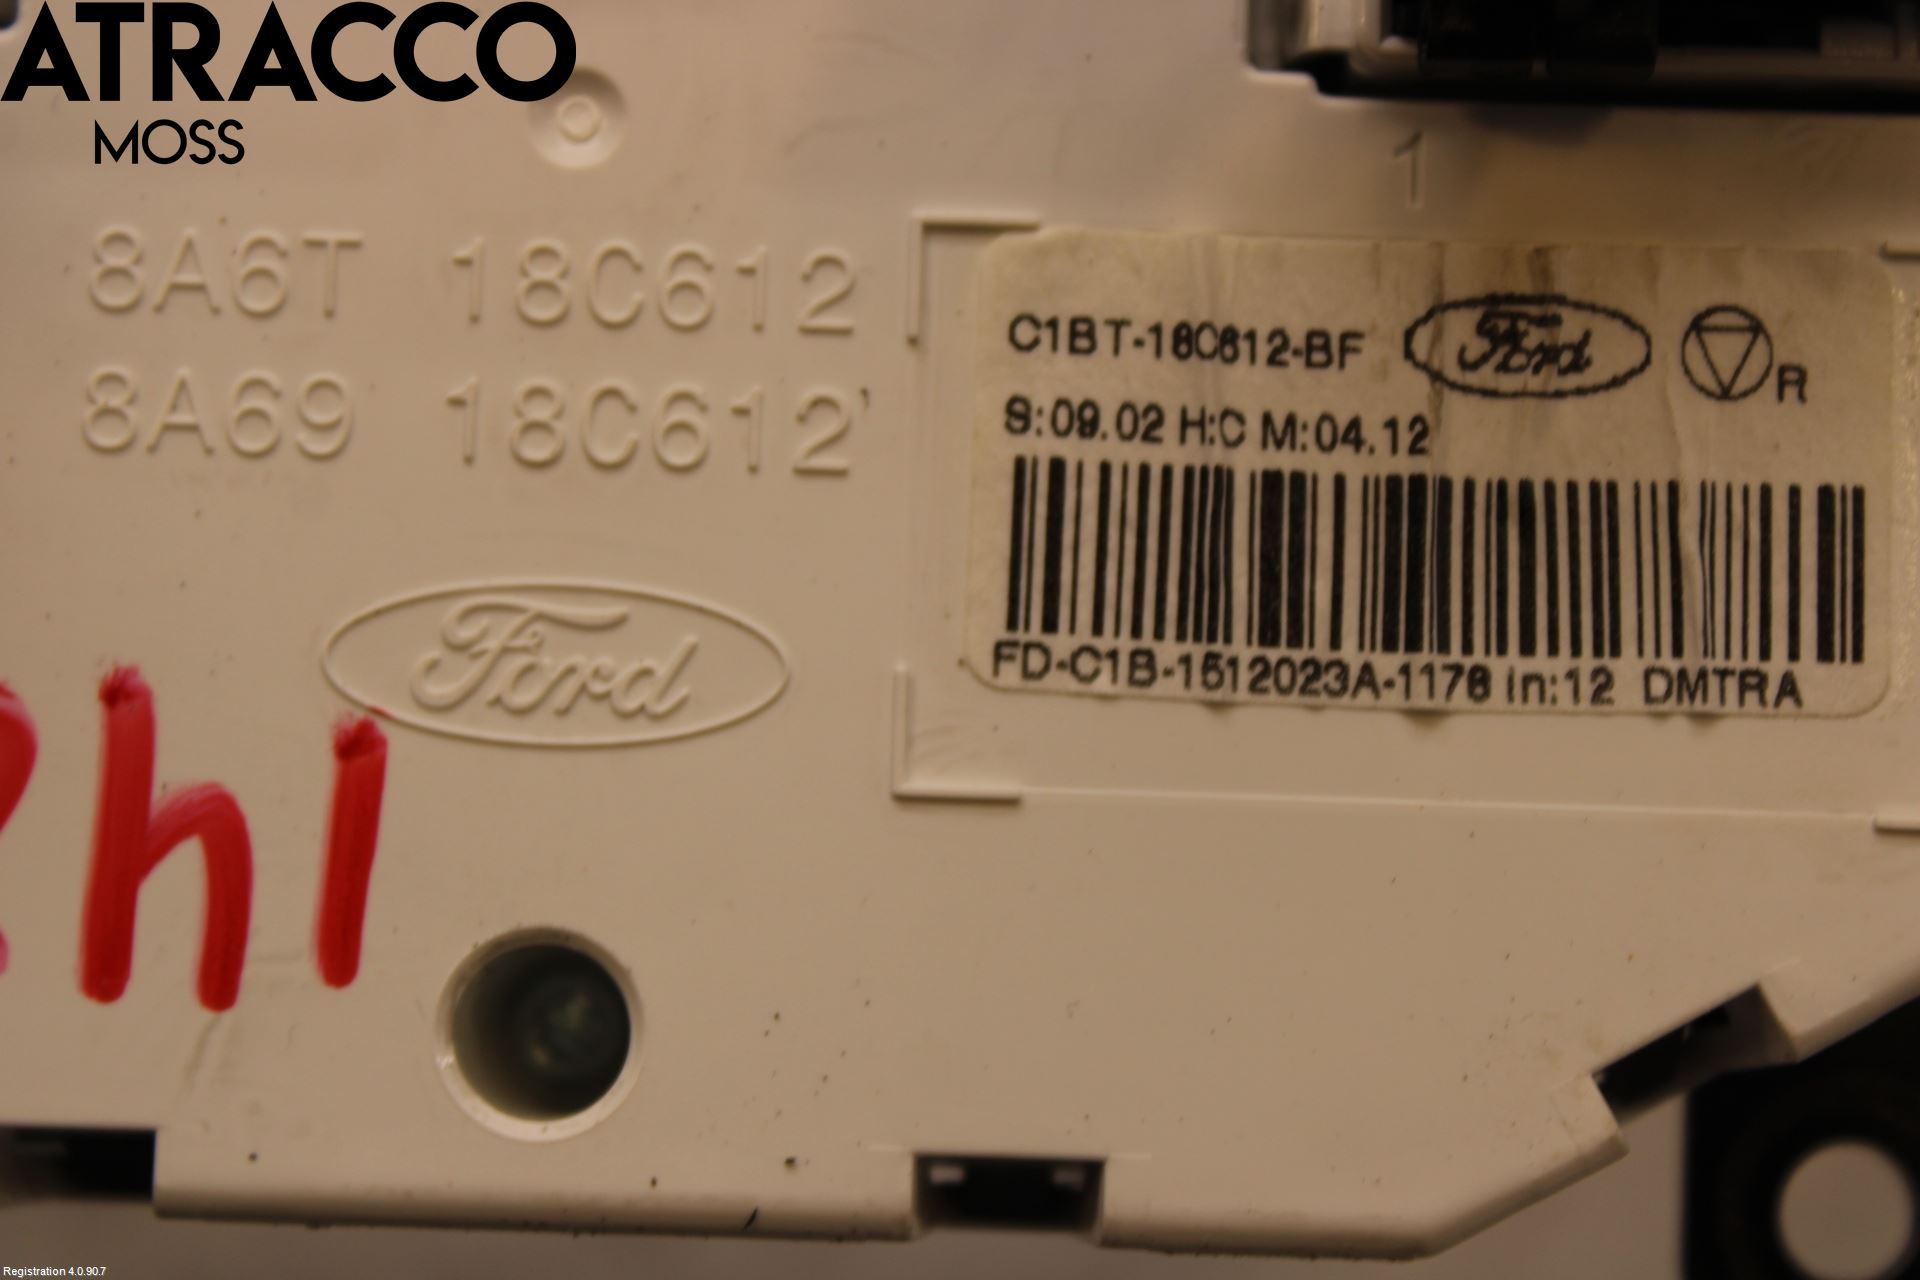 ATRACCO
MOSS
1
8A6T 18C612
8A69 18C612
C1BT-18C612-BF Ford R
S:09.02 H:C M:04.12
FD-C1B-1512023A-1176 in:12 DMTRA
Ford
Registration 4.0.90.7